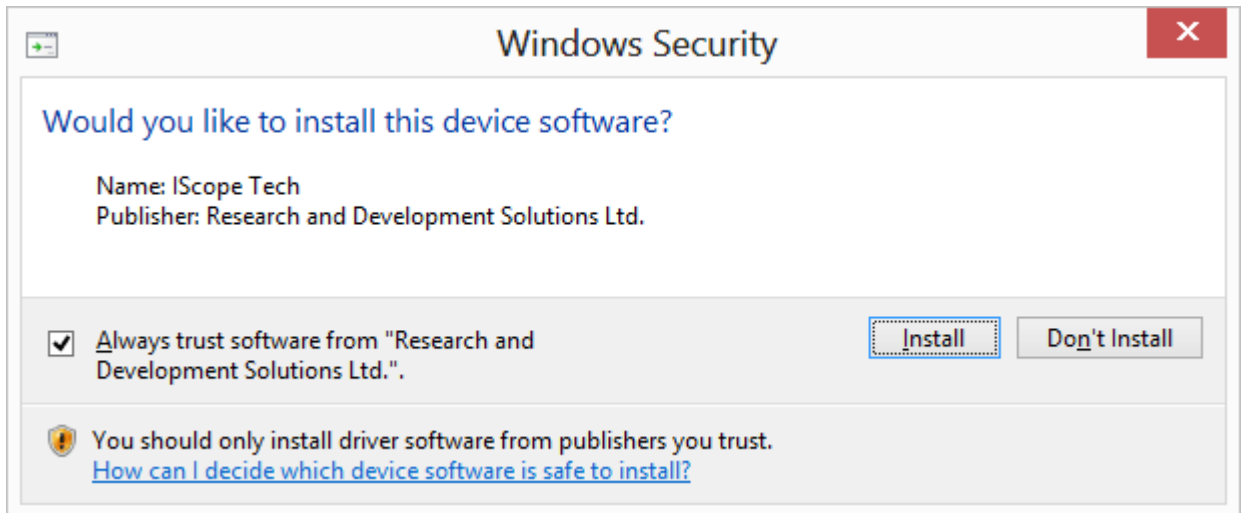 Windows Security
Would you like to install this device software?
Name: IScope Tech
Publisher: Research and Development Solutions Ltd.
Always trust software from "Research and
Development Solutions Ltd.".
Install
Don't Install
You should only install driver software from publishers you trust.
How can I decide which device software is safe to install?